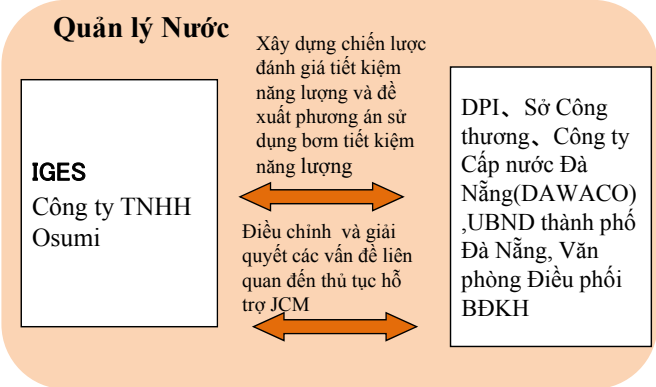 Quản lý Nước
Xây dựng chiến lược
đánh giá tiết kiệm
năng lượng và đề
xuất phương án sử
dụng bơm tiết kiệm
năng lượng
IGES
Công ty TNHH
Osumi
Điều chỉnh và giải
quyết các vấn đề liên
quan đến thủ tục hỗ
trợ JCM
DPI、Sở Công
thương、Công ty
Cấp nước Đà
Nẵng(DAWACO)
,UBND thành phố
Đà Nẵng, Văn
phòng Điều phối
BĐKH